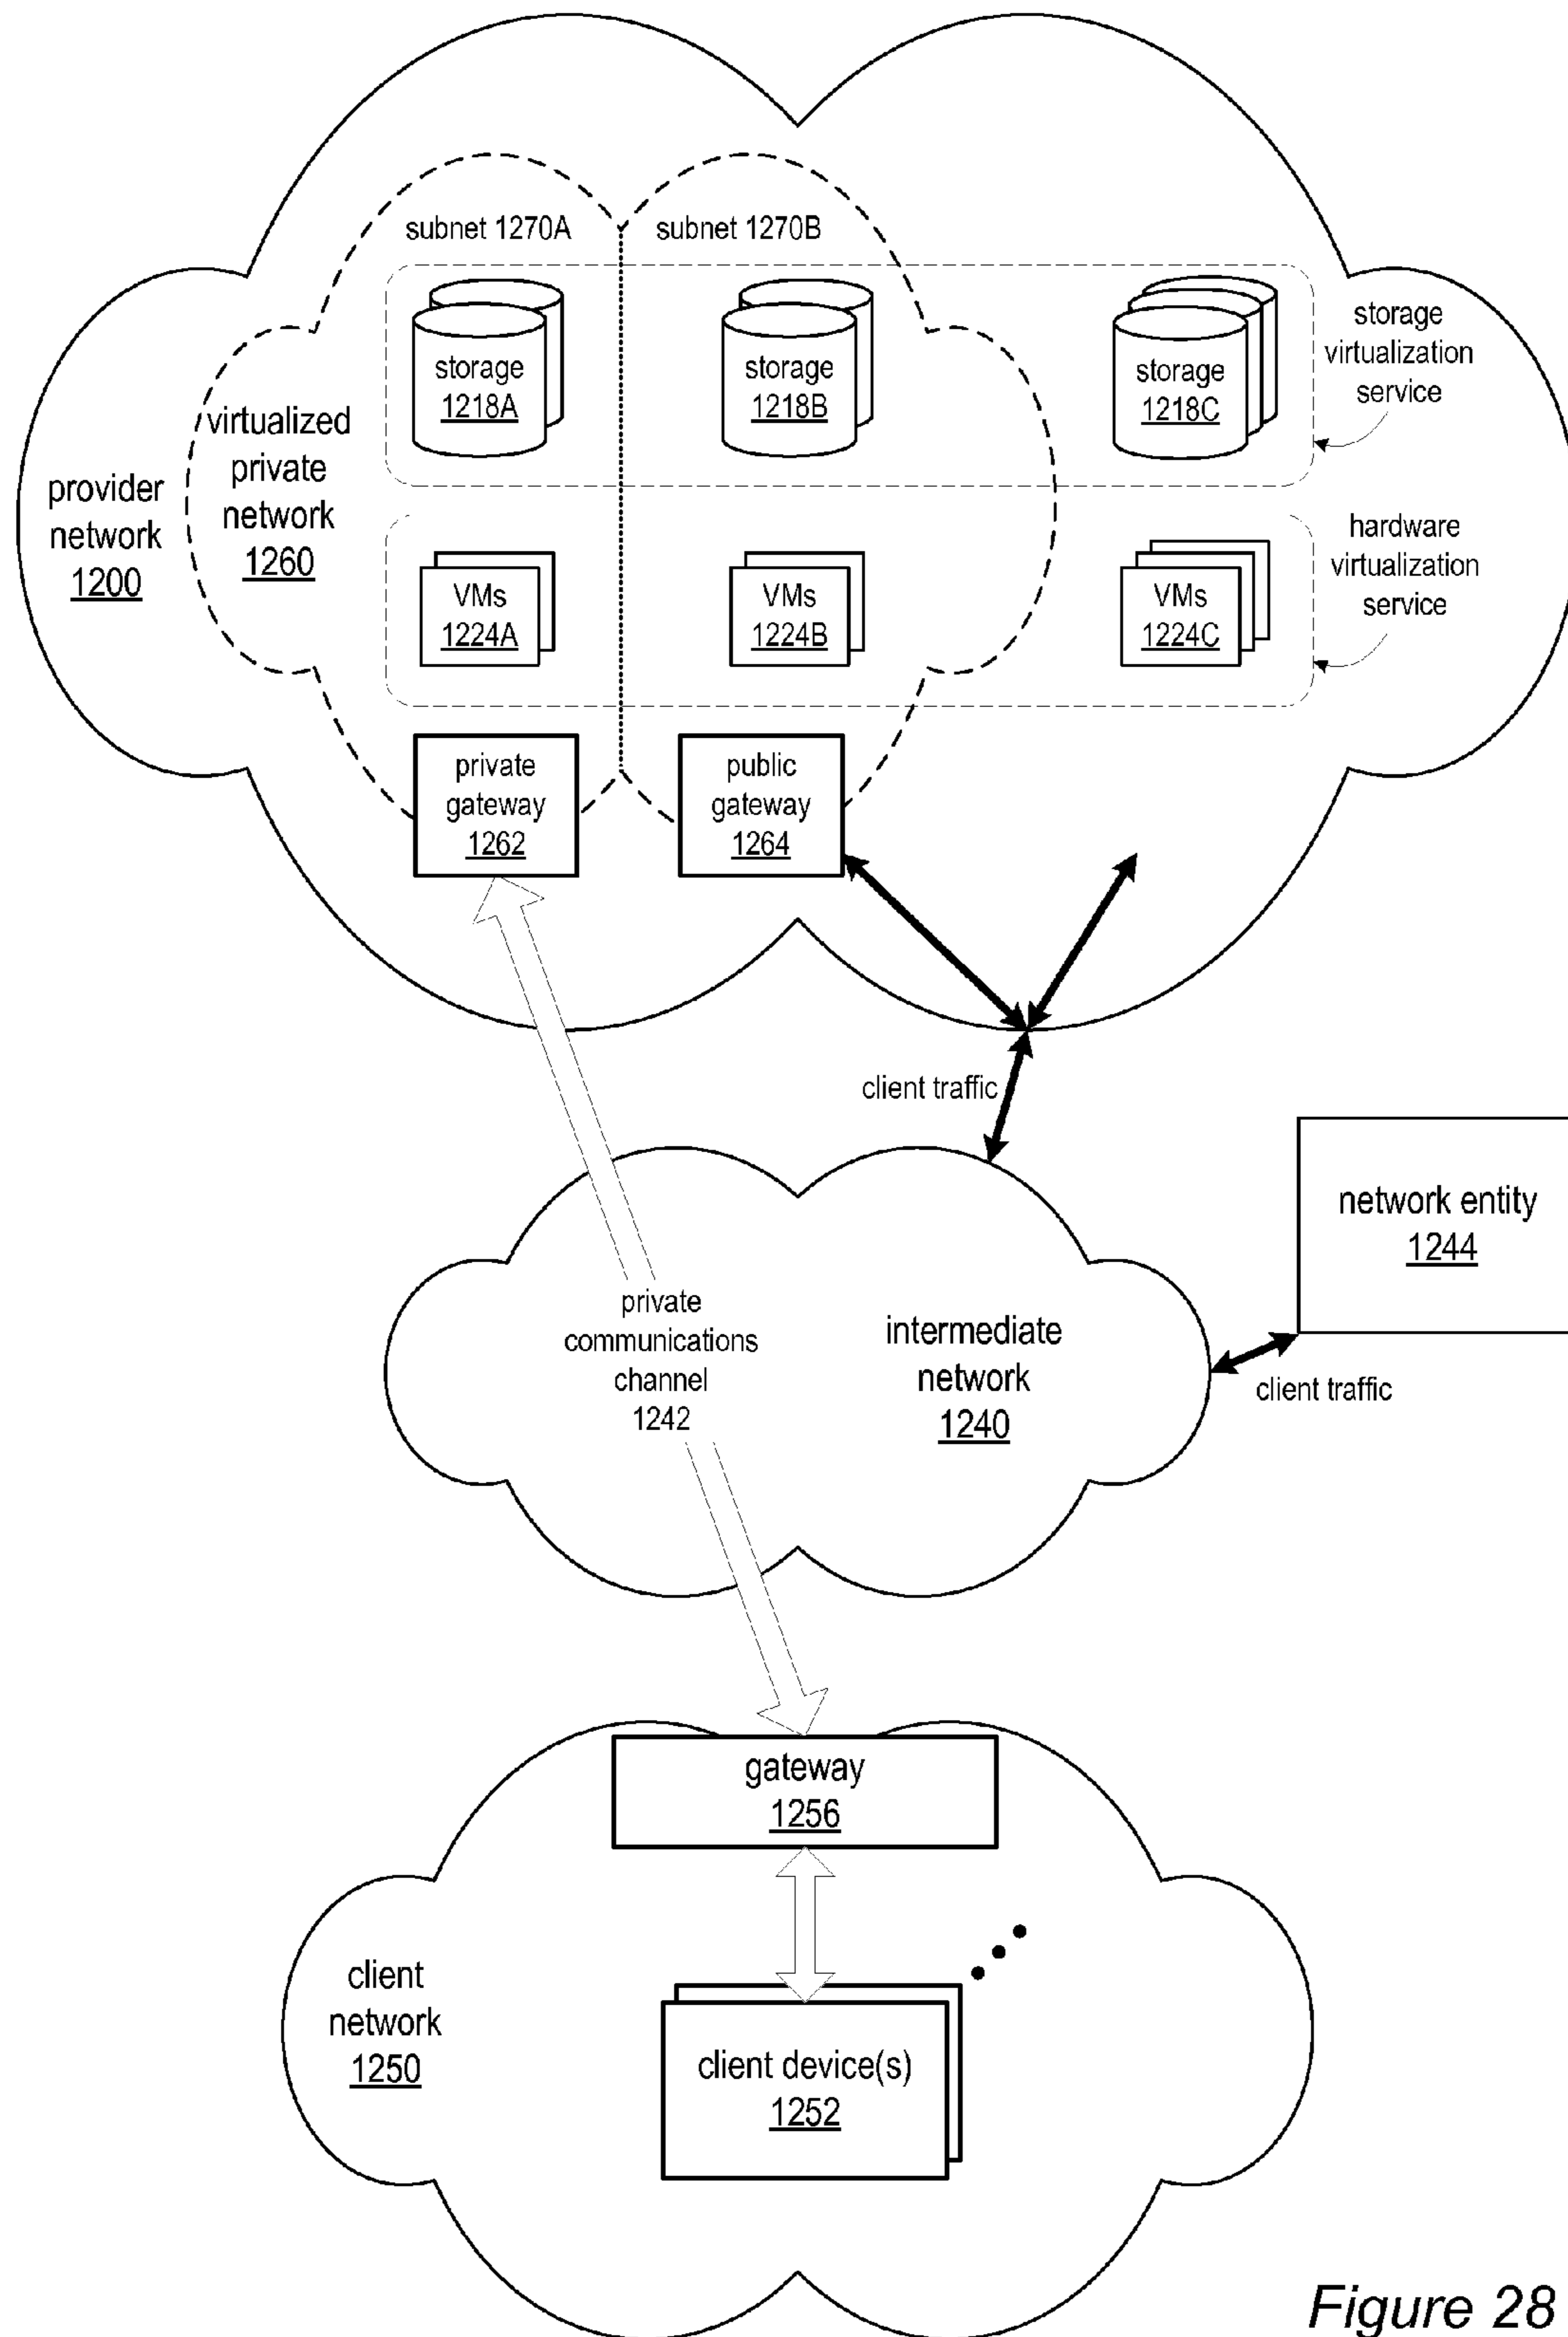 subnet 1270A
subnet 1270B
storage
1218A
storage
1218B
storage
1218C
storage
virtualization
service
provider
network
1200
virtualized
private
network
1260
VMs
1224A
VMs
1224B
VMs
1224C
hardware
virtualization
service
private
gateway
1262
public
gateway
1264
client traffic
network entity
1244
client traffic
private
communications
channel
1242
intermediate
network
1240
gateway
1256
client
network
1250
client device(s)
1252
Figure 28